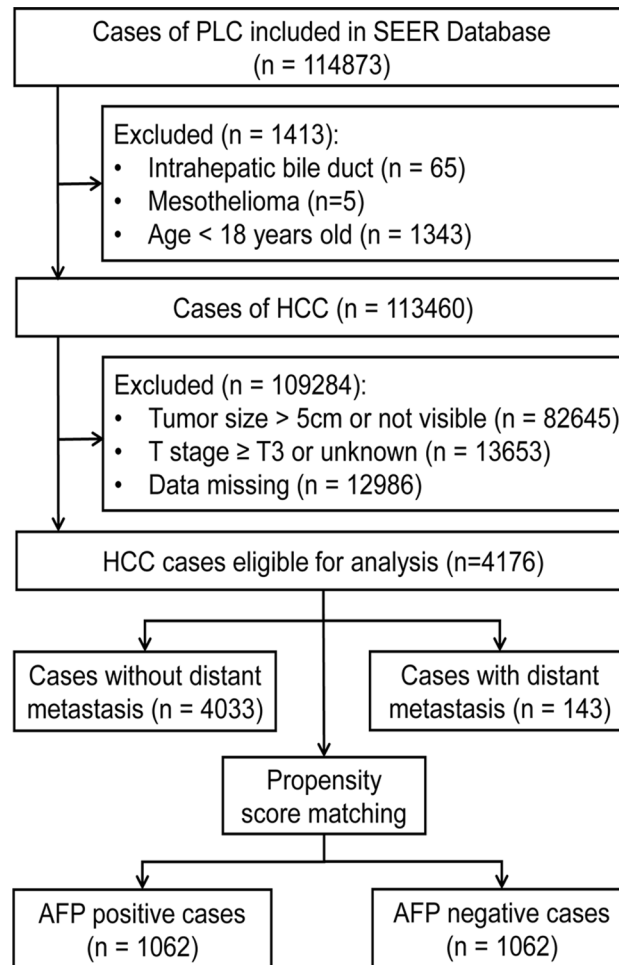 Cases of PLC included in SEER Database
(n = 114873)
Excluded (n = 1413):
• Intrahepatic bile duct (n = 65)
• Mesothelioma (n=5)
• Age < 18 years old (n = 1343)
Cases of HCC (n = 113460)
Excluded (n = 109284):
• Tumor size > 5cm or not visible (n = 82645)
• T stage ≥ T3 or unknown (n = 13653)
• Data missing (n = 12986)
HCC cases eligible for analysis (n=4176)
Cases without distant
metastasis (n = 4033)
Cases with distant
metastasis (n = 143)
Propensity
score matching
AFP positive cases
(n = 1062)
AFP negative cases
(n = 1062)